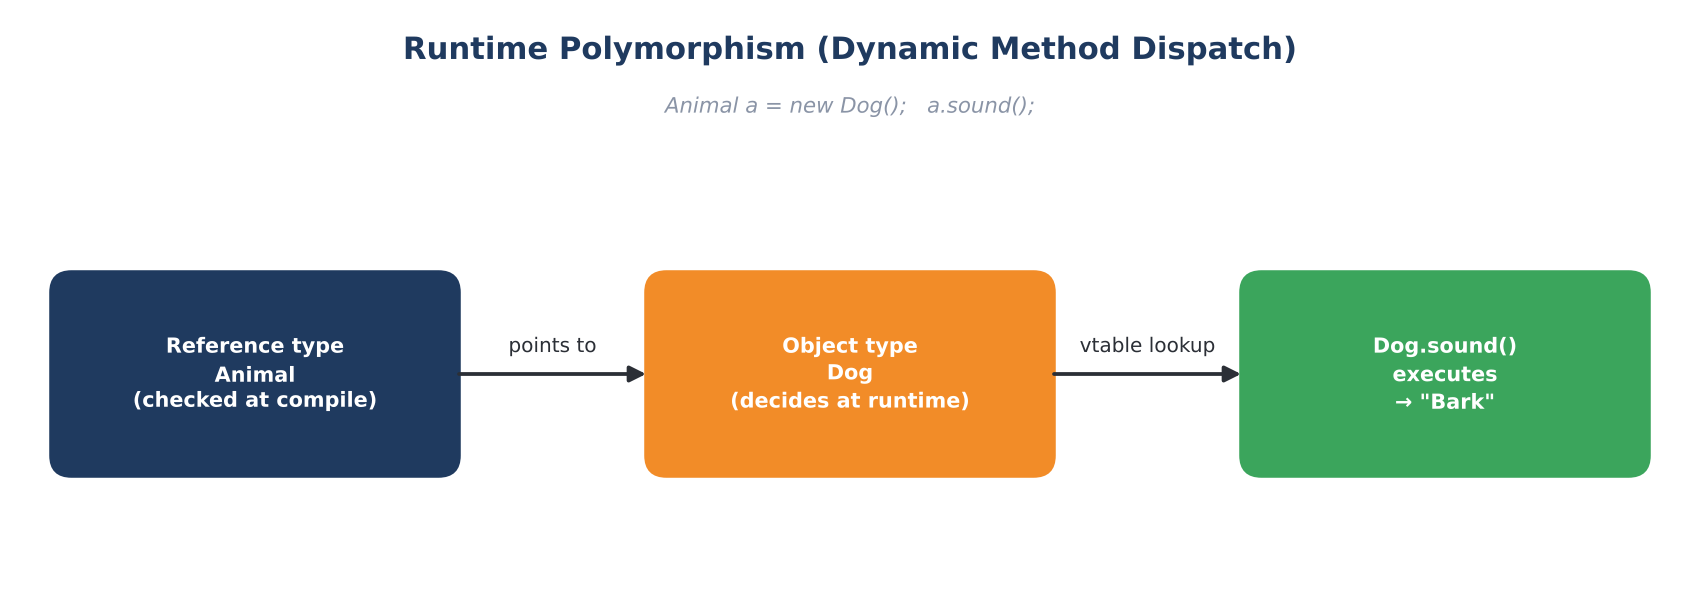 Runtime Polymorphism (Dynamic Method Dispatch)
Animal a = new Dog();   a.sound();
Reference type
Animal
(checked at compile)
points to
Object type
Dog
(decides at runtime)
vtable lookup
Dog.sound()
executes
→ "Bark"